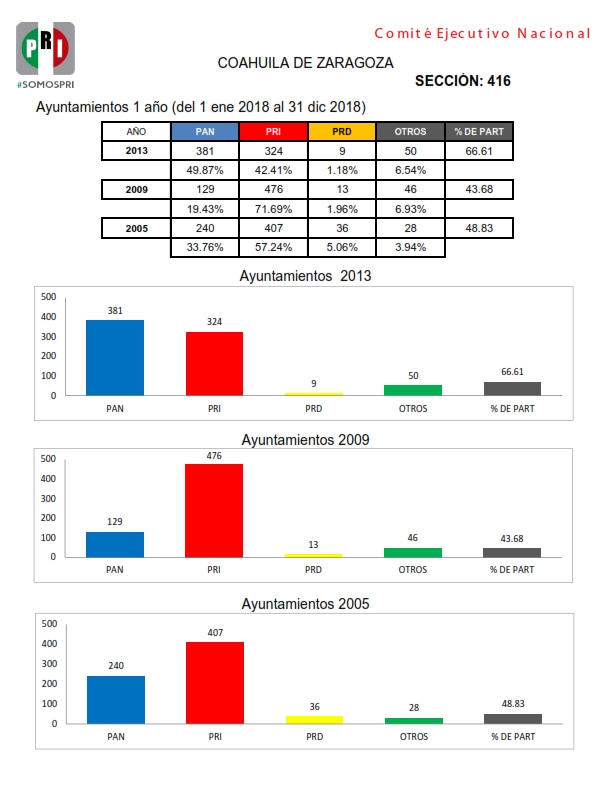 Comité Ejecutivo Nacional
PRI
#SOMOSPRI
COAHUILA DE ZARAGOZA
SECCIÓN: 416
Ayuntamientos 1 año (del 1 ene 2018 al 31 dic 2018)
AÑO PAN PRI PRD OTROS % DE PART
2013 381 324 9 50 66.61
49.87% 42.41% 1.18% 6.54%
2009 129 476 13 46 43.68
19.43% 71.69% 1.96% 6.93%
2005 240 407 36 28 48.83
33.76% 57.24% 5.06% 3.94%
Ayuntamientos 2013
500
400
300
200
100
0
381 324 9 50 66.61
PAN PRI PRD OTROS % DE PART
Ayuntamientos 2009
500
400
300
200
100
0
129 476 13 46 43.68
PAN PRI PRD OTROS % DE PART
Ayuntamientos 2005
500
400
300
200
100
0
240 407 36 28 48.83
PAN PRI PRD OTROS % DE PART